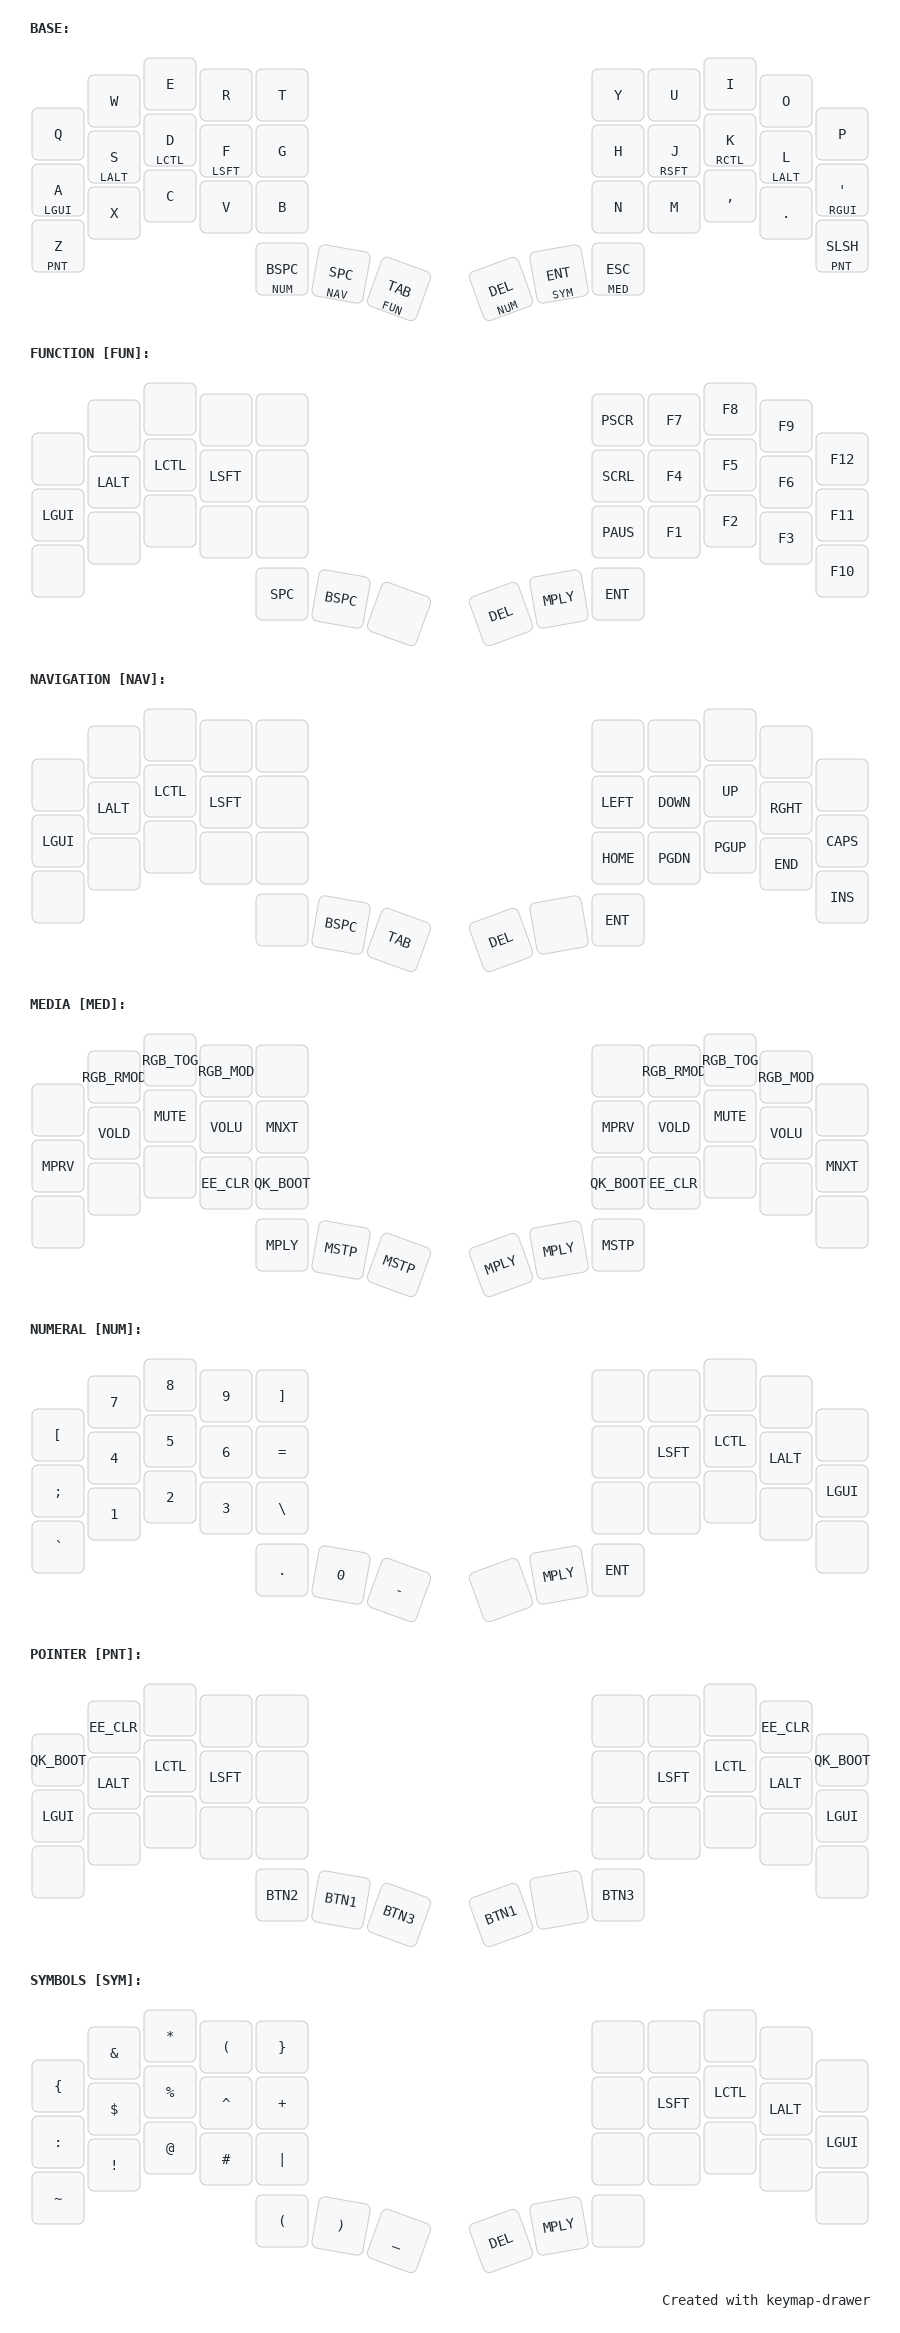 BASE:
Q W E R T Y U I O P
A LGUI S LALT D LCTL F LSFT G H J RSFT K RCTL L LALT ' RGUI
Z PNT X C V B N M , . SLSH PNT
BSPC NUM SPC NAV TAB FUN DEL NUM ENT SYM ESC MED
FUNCTION [FUN]:
PSCR F7 F8 F9 F12
LGUI LALT LCTL LSFT SCRL F4 F5 F6 F11
PAUS F1 F2 F3 F10
SPC BSPC DEL MPLY ENT
NAVIGATION [NAV]:
LGUI LALT LCTL LSFT LEFT DOWN UP RGHT CAPS
HOME PGDN PGUP END INS
BSPC TAB DEL ENT
MEDIA [MED]:
RGB_RMOD RGB_TOG RGB_MOD RGB_RMOD RGB_TOG RGB_MOD
MPRV VOLD MUTE VOLU MNXT MPRV VOLD MUTE VOLU MNXT
EE_CLR QK_BOOT QK_BOOT EE_CLR
MPLY MSTP MSTP MPLY MPLY MSTP
NUMERAL [NUM]:
[ 7 8 9 ]
; 4 5 6 = LSFT LCTL LALT LGUI
` 1 2 3 \
. 0 - MPLY ENT
POINTER [PNT]:
QK_BOOT EE_CLR EE_CLR QK_BOOT
LGUI LALT LCTL LSFT LSFT LCTL LALT LGUI
BTN2 BTN1 BTN3 BTN1 BTN3
SYMBOLS [SYM]:
{ & * ( }
: $ % ^ + LSFT LCTL LALT LGUI
~ ! @ # |
( ) _ DEL MPLY
Created with keymap-drawer